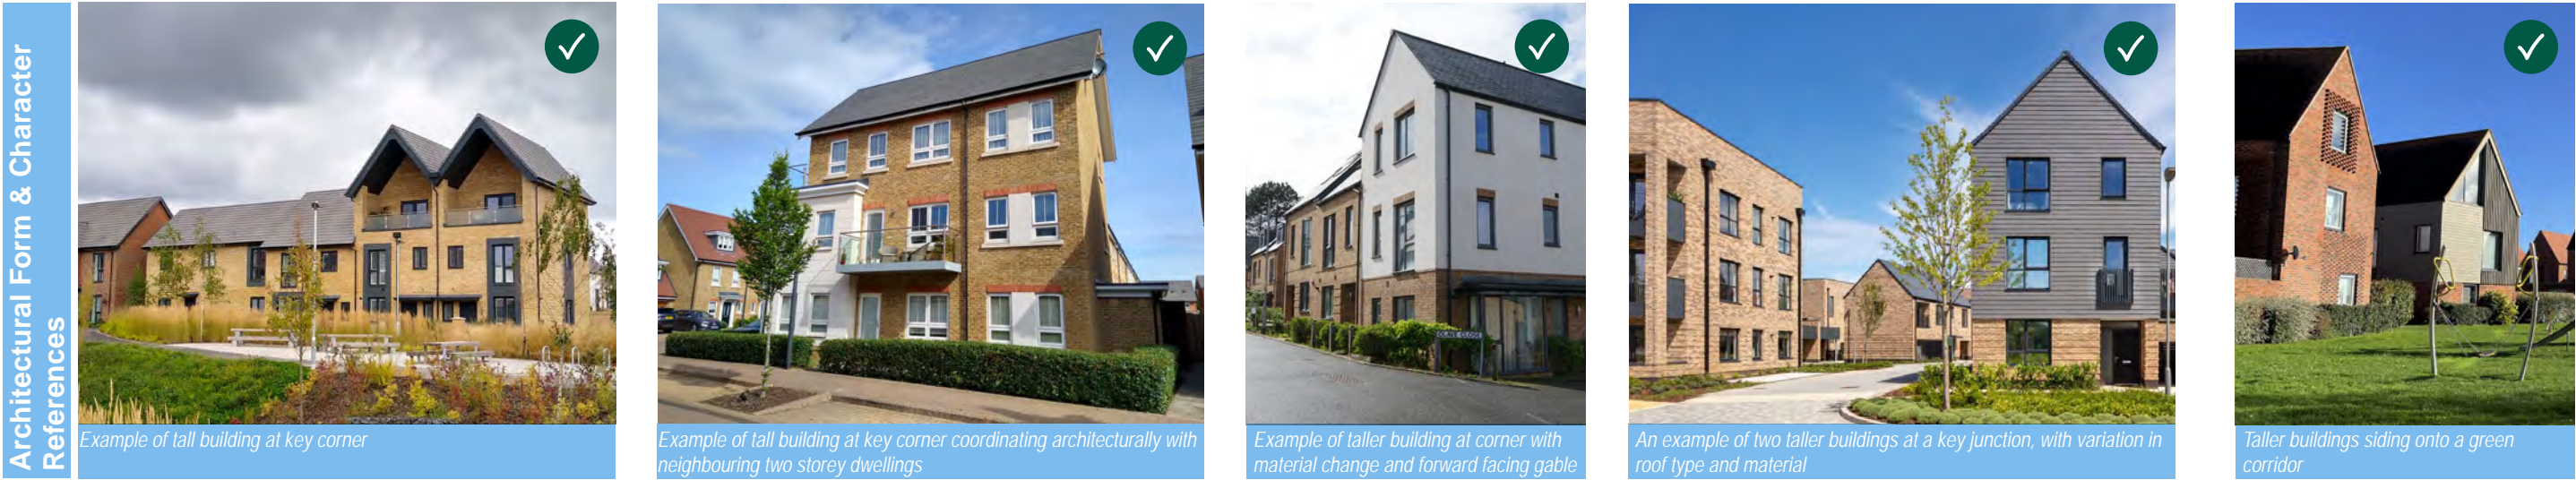 Architectural Form & Character
References
Example of tall building at key corner
Example of tall building at key corner coordinating architecturally with
neighbouring two storey dwellings
Example of taller building at corner with
material change and forward facing gable
An example of two taller buildings at a key junction, with variation in
roof type and material
Taller buildings siding onto a green
corridor